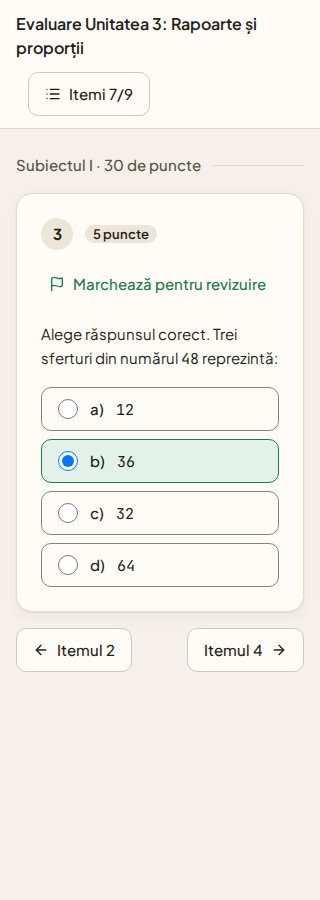 Evaluare Unitatea 3: Rapoarte și
proporții
Itemi 7/9
Subiectul I · 30 de puncte
3
5 puncte
Marchează pentru revizuire
Alege răspunsul corect. Trei
sferturi din numărul 48 reprezintă:
a) 12
b) 36
c) 32
d) 64
Itemul 2
Itemul 4